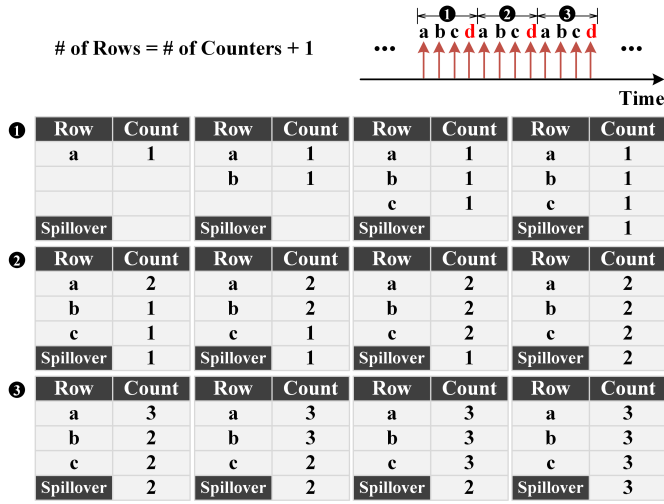 ❶ ❷ ❸
a b c d a b c d a b c d
# of Rows = # of Counters + 1
••• •••
Time
❶ Row Count Row Count Row Count Row Count
a 1 a 1 a 1 a 1
b 1 b 1 b 1
c 1 c 1
Spillover Spillover Spillover Spillover 1
❷ Row Count Row Count Row Count Row Count
a 2 a 2 a 2 a 2
b 1 b 2 b 2 b 2
c 1 c 1 c 2 c 2
Spillover 1 Spillover 1 Spillover 1 Spillover 2
❸ Row Count Row Count Row Count Row Count
a 3 a 3 a 3 a 3
b 2 b 3 b 3 b 3
c 2 c 2 c 3 c 3
Spillover 2 Spillover 2 Spillover 2 Spillover 3